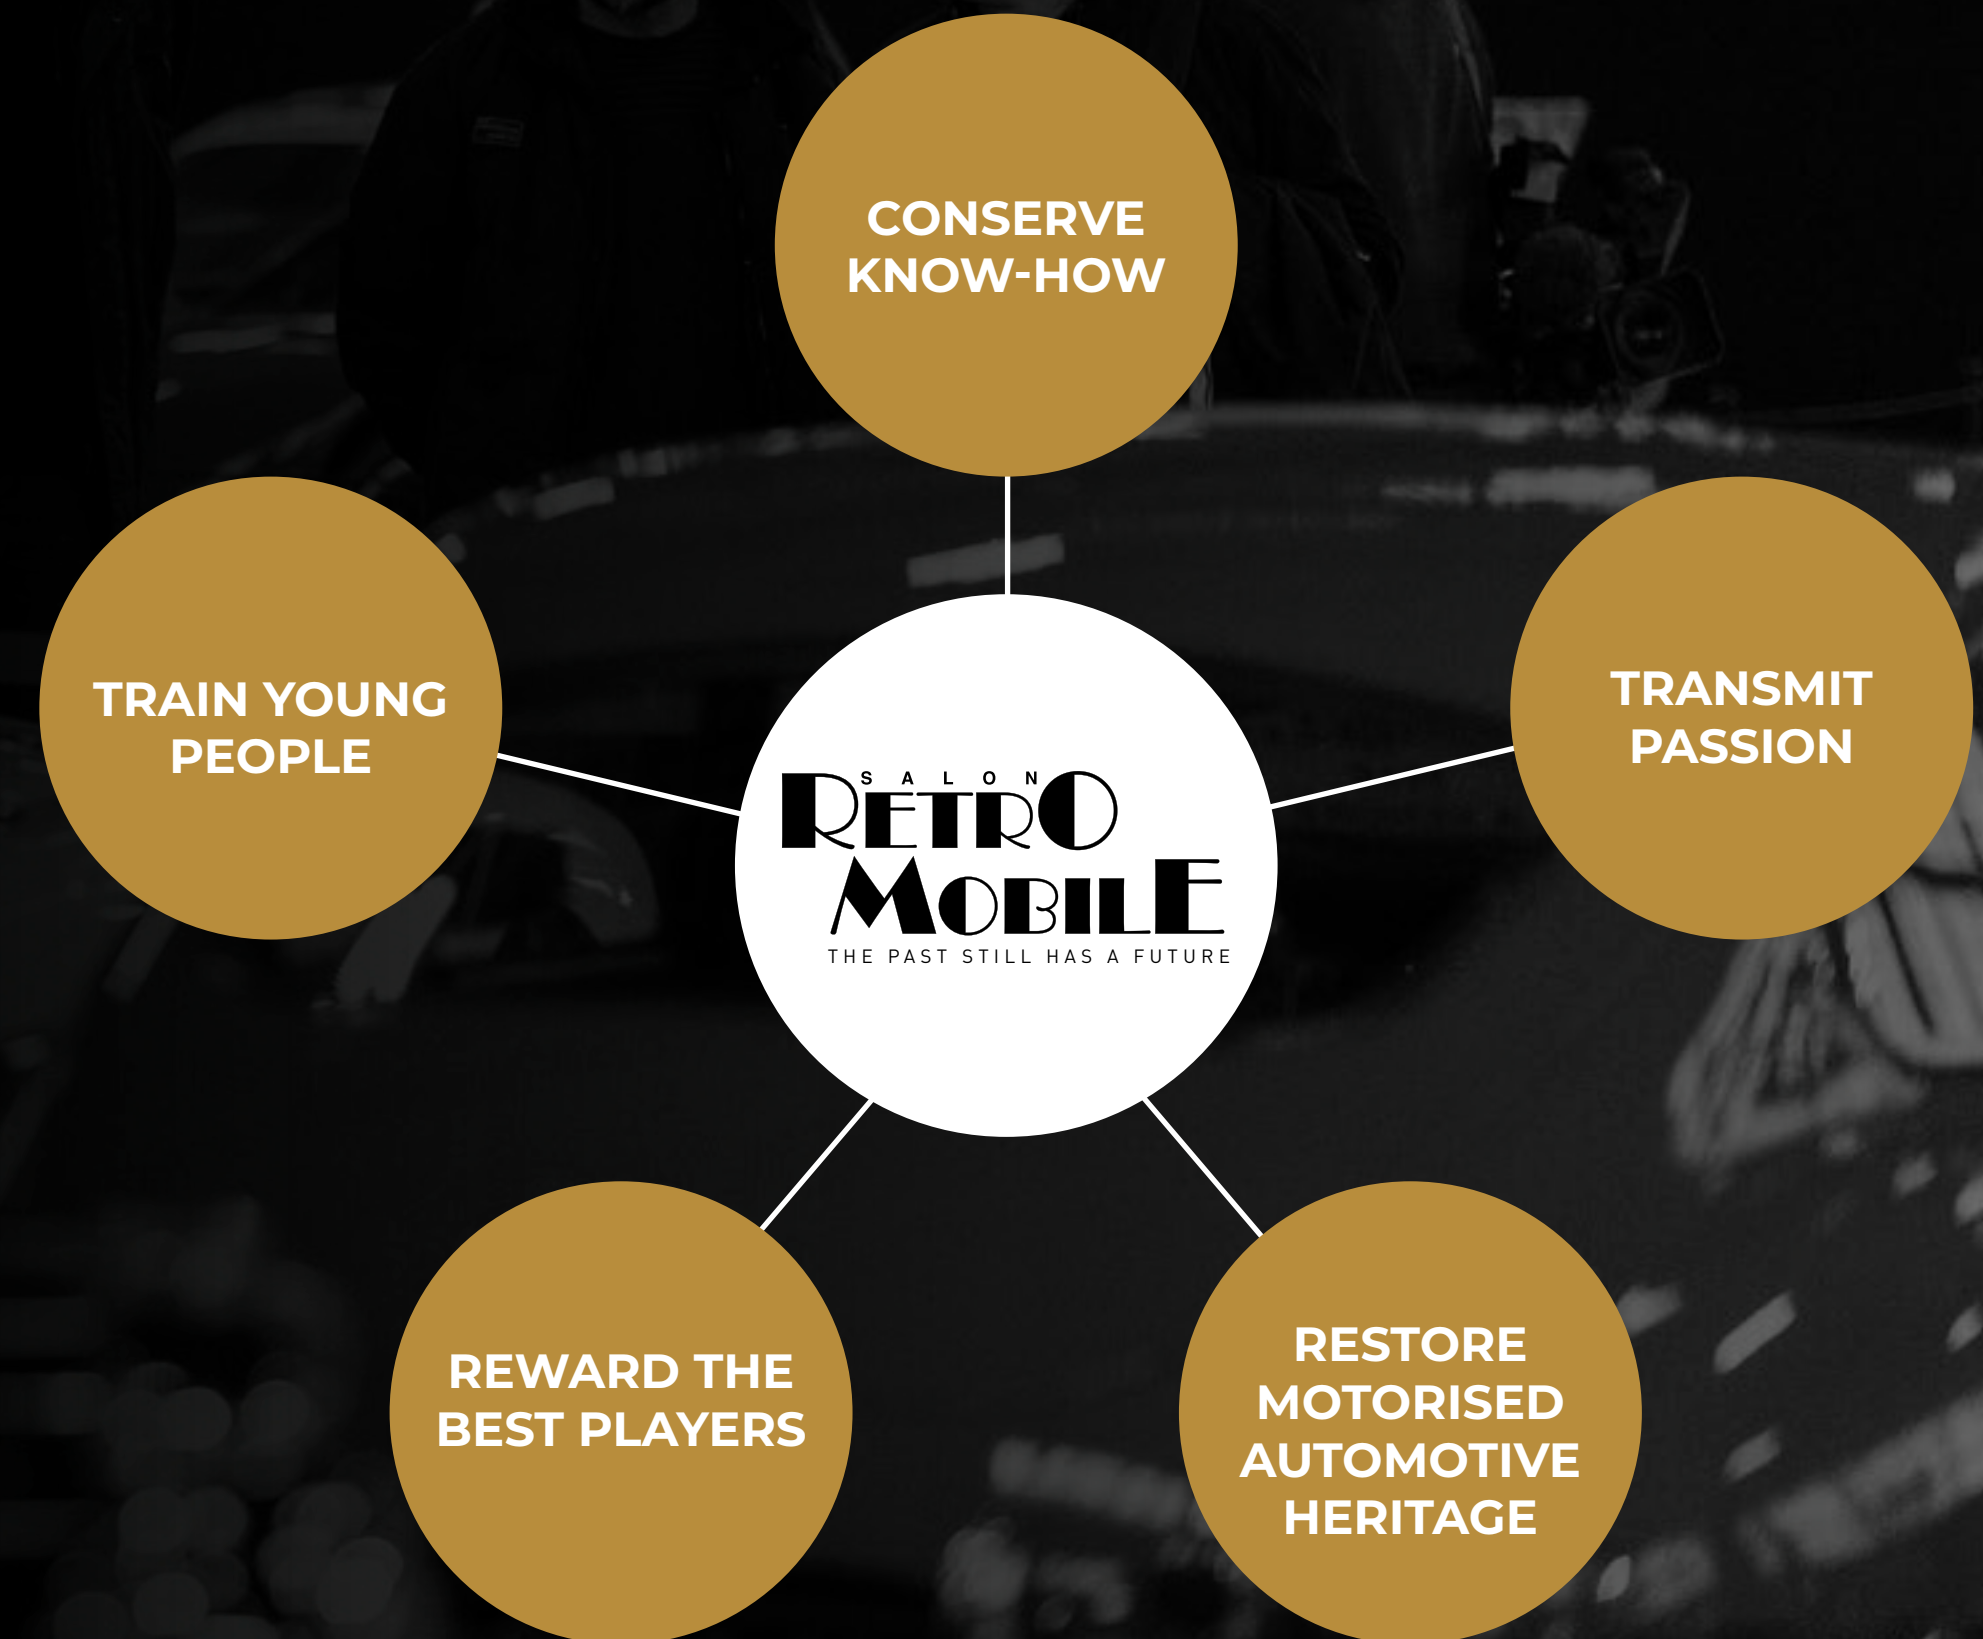 CONSERVE
KNOW-HOW
TRAIN YOUNG
PEOPLE
TRANSMIT
PASSION
SALON
RETRO
MOBILE
THE PAST STILL HAS A FUTURE
REWARD THE
BEST PLAYERS
RESTORE
MOTORISED
AUTOMOTIVE
HERITAGE